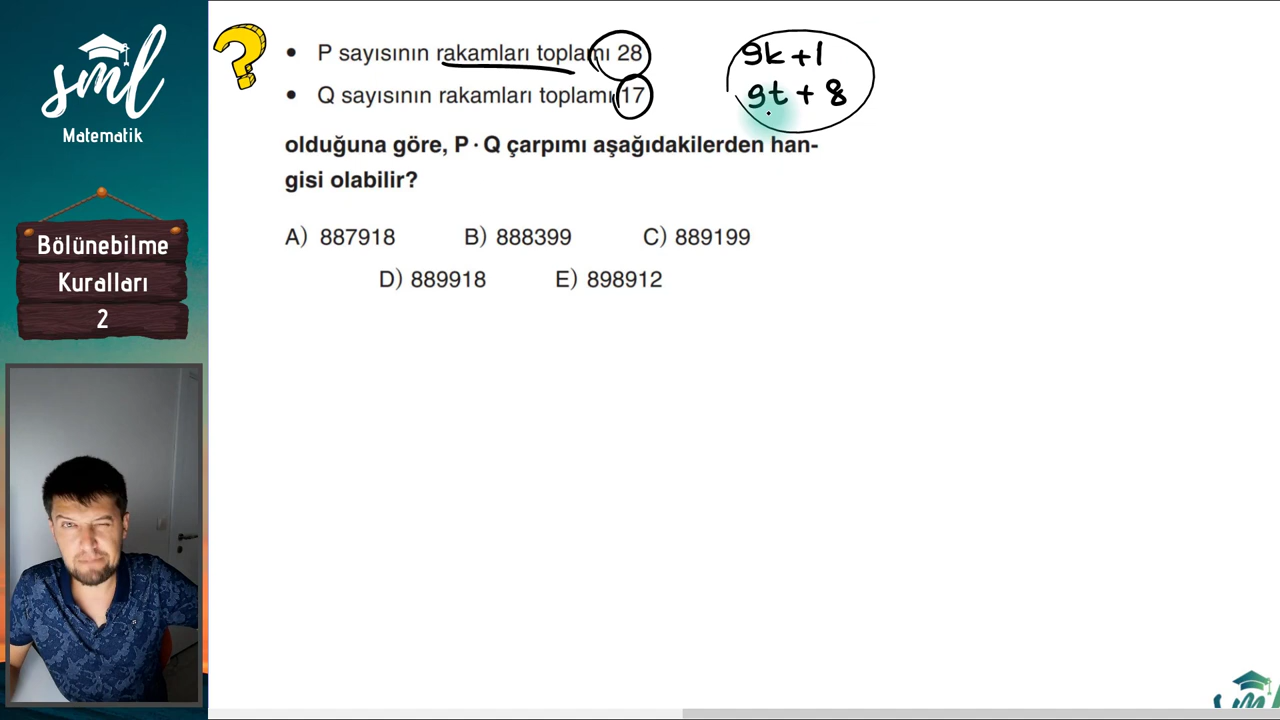 sml
Matematik
Bölünebilme
Kuralları
2
?
• P sayısının rakamları toplamı 28
• Q sayısının rakamları toplamı 17
9k + 1
9t + 8
olduğuna göre, P · Q çarpımı aşağıdakilerden han-
gisi olabilir?
A) 887918 B) 888399 C) 889199
D) 889918 E) 898912